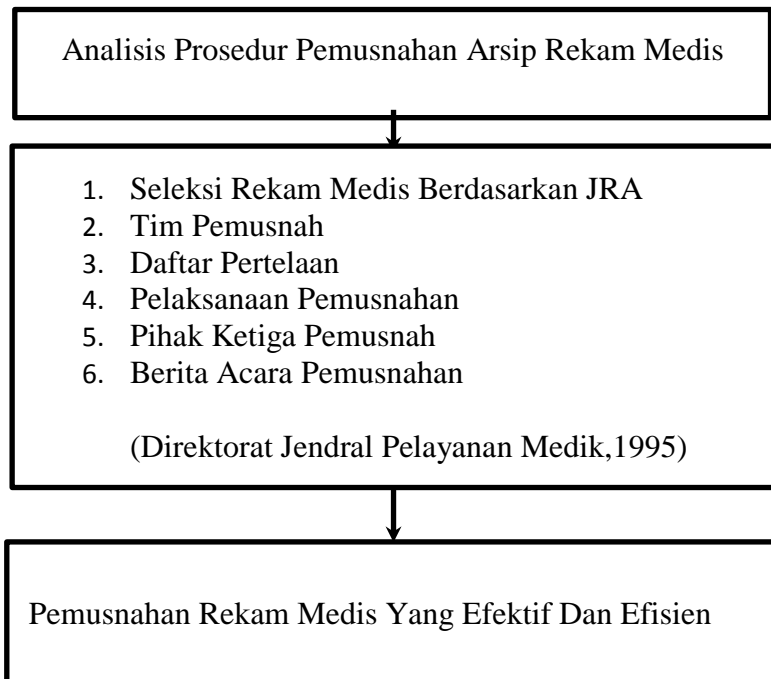 Analisis Prosedur Pemusnahan Arsip Rekam Medis
1. Seleksi Rekam Medis Berdasarkan JRA
2. Tim Pemusnah
3. Daftar Pertelaan
4. Pelaksanaan Pemusnahan
5. Pihak Ketiga Pemusnah
6. Berita Acara Pemusnahan
(Direktorat Jendral Pelayanan Medik,1995)
Pemusnahan Rekam Medis Yang Efektif Dan Efisien